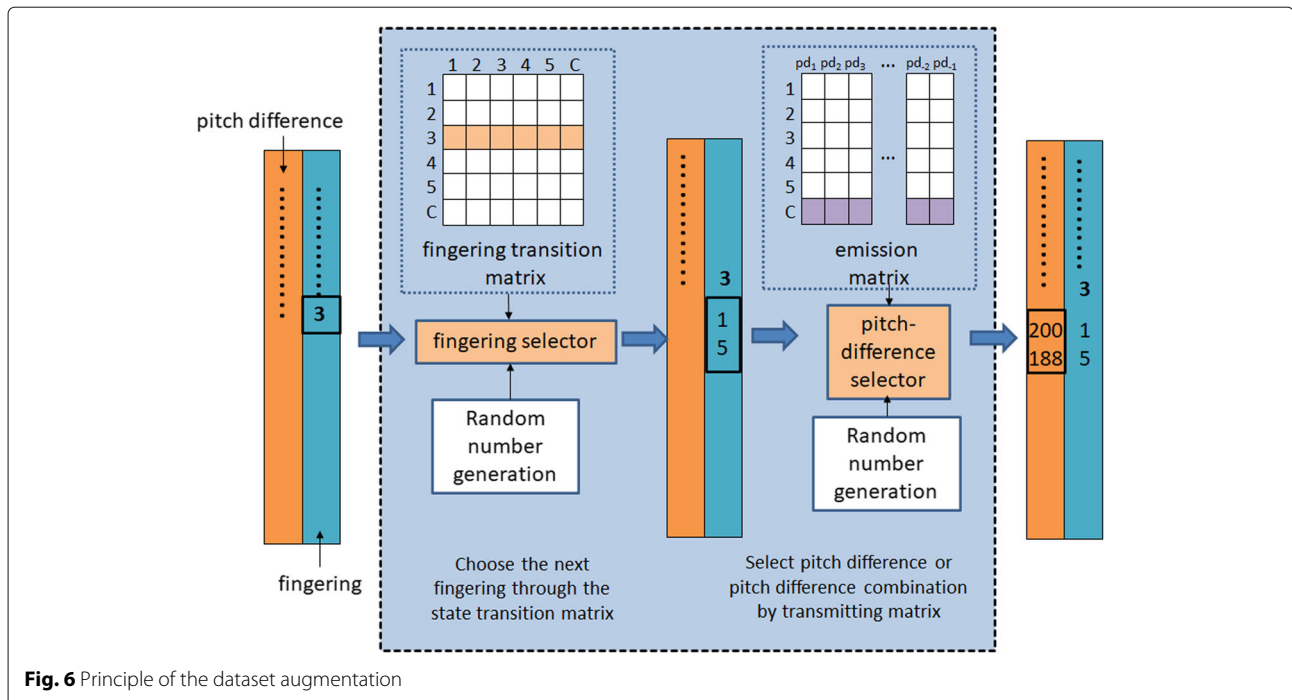 pitch difference
3
fingering
1 2 3 4 5 C
1
2
3
4
5
C
fingering transition
matrix
fingering selector
Random
number
generation
Choose the next
fingering through the
state transition matrix
3
1
5
pd₁ pd₂ pd₃ ... pd₋₂ pd₋₁
1
2
3
4
5
C
...
emission
matrix
pitch-
difference
selector
Random
number
generation
Select pitch difference or
pitch difference combination
by transmitting matrix
3
200 1
188 5
Fig. 6 Principle of the dataset augmentation